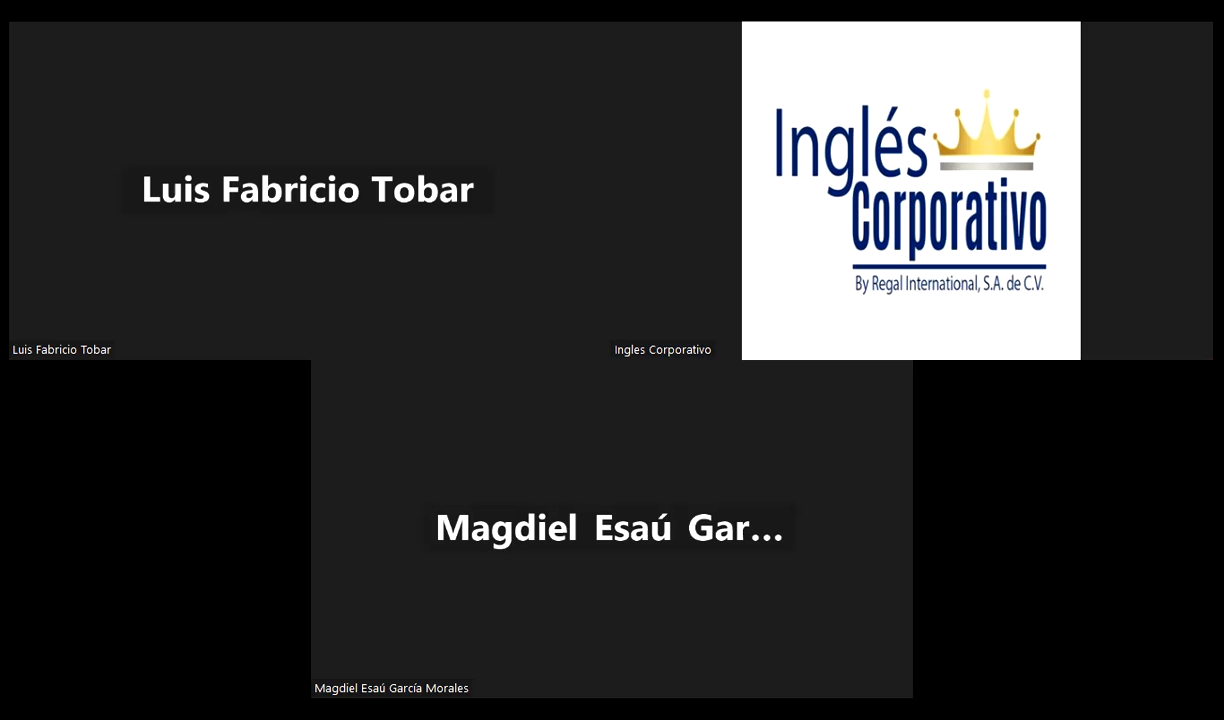 Luis Fabricio Tobar
Luis Fabricio Tobar
Inglés
Corporativo
By Regal International, S.A. de C.V.
Ingles Corporativo
Magdiel Esaú Gar...
Magdiel Esaú García Morales